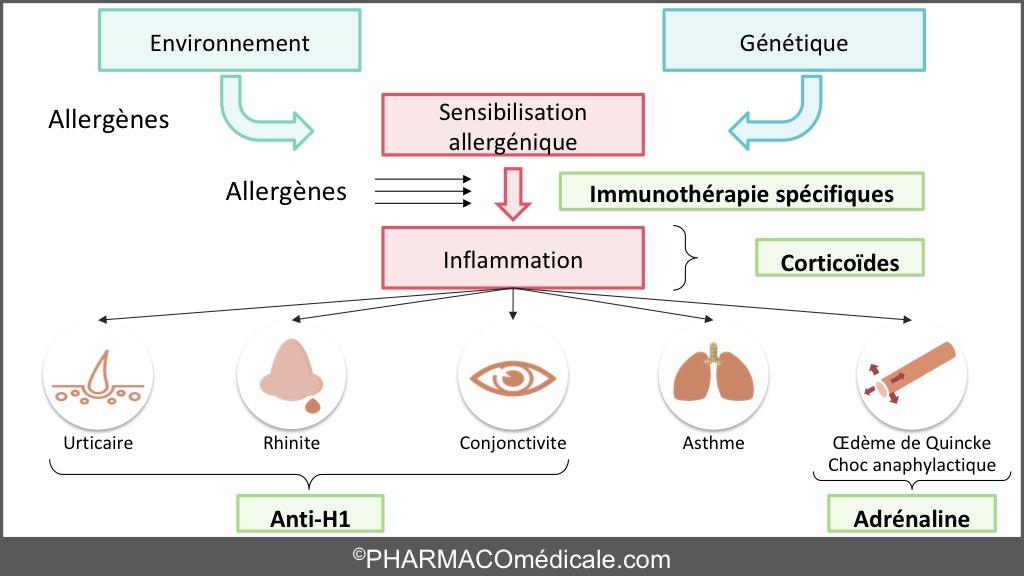 Environnement
Génétique
Allergènes
Sensibilisation
allergénique
Allergènes
Immunothérapie spécifiques
Inflammation
Corticoïdes
Urticaire
Rhinite
Conjonctivite
Asthme
Œdème de Quincke
Choc anaphylactique
Anti-H1
Adrénaline
©PHARMACOmédicale.com